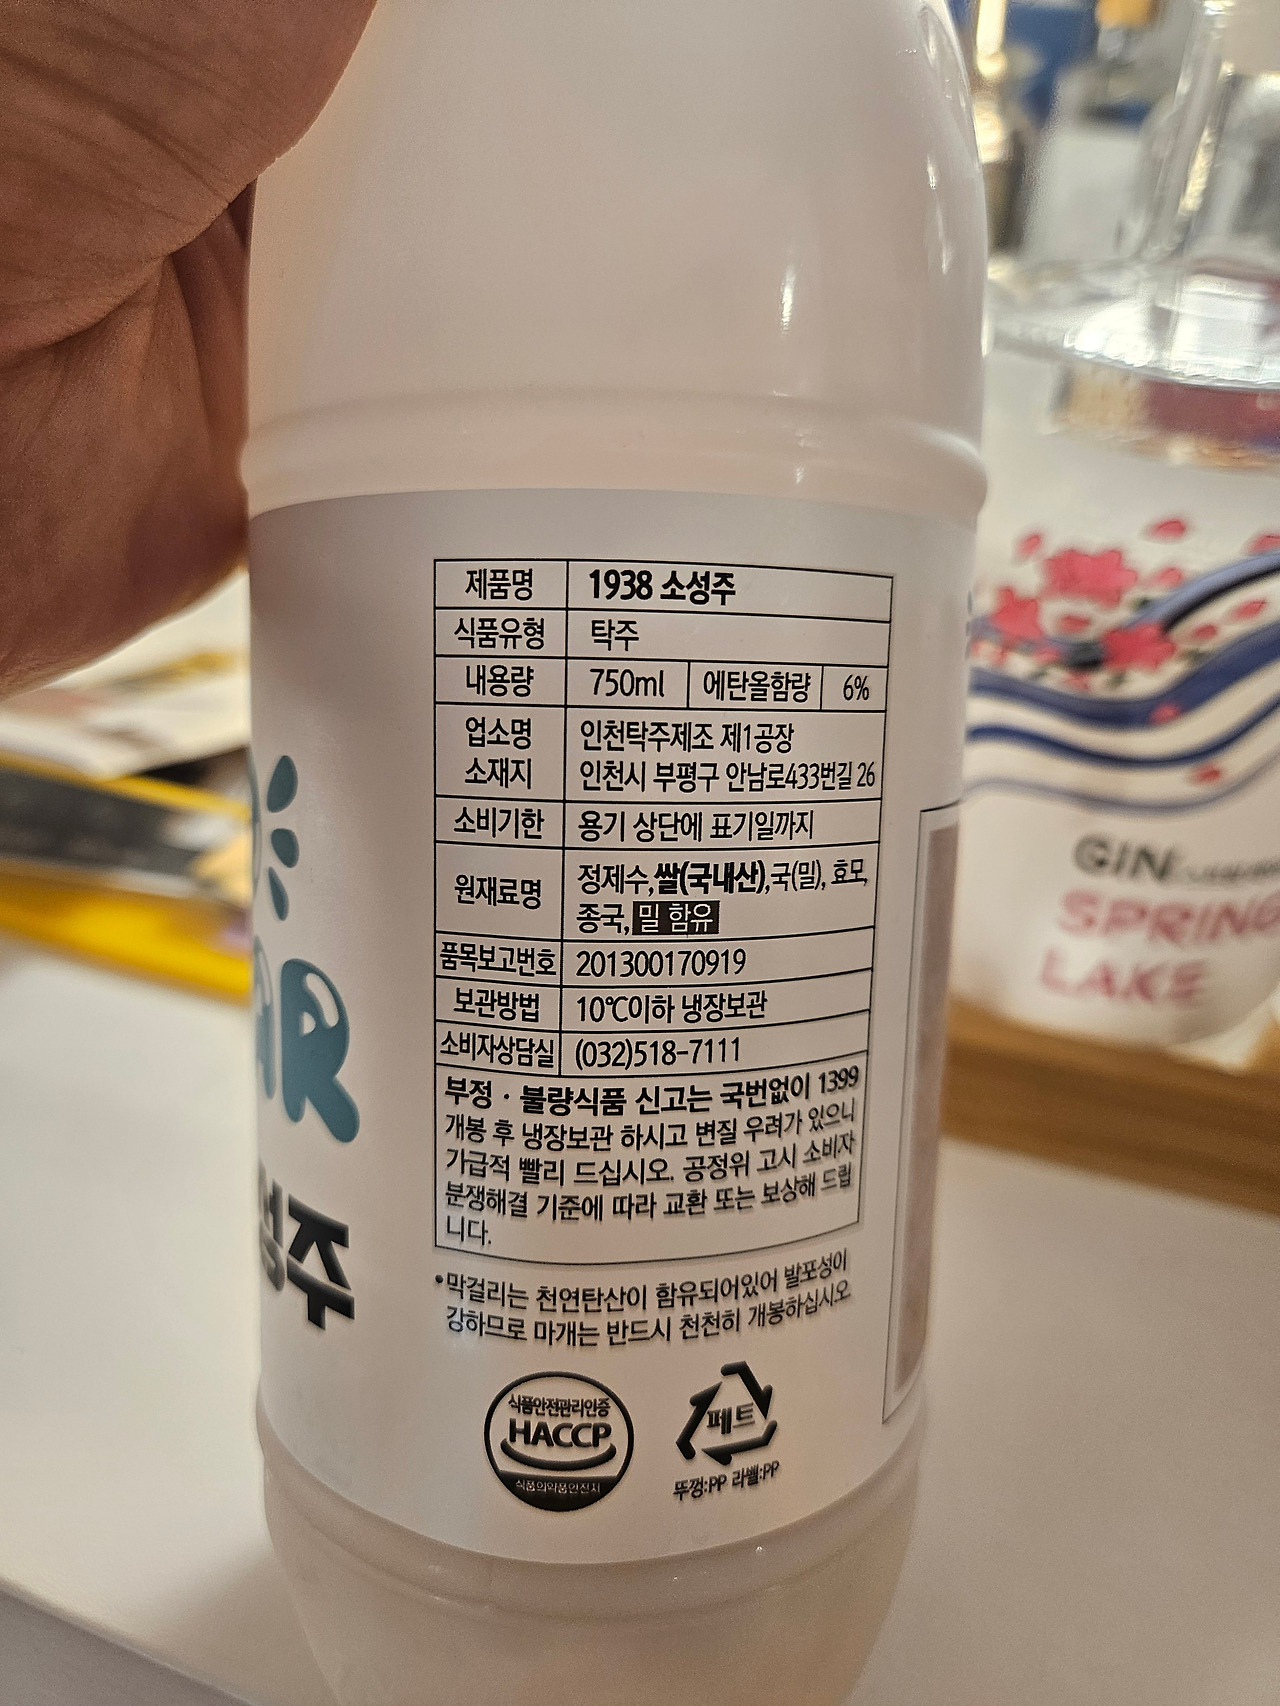 제품명 1938 소성주
식품유형 탁주
내용량 750ml 에탄올함량 6%
업소명 인천탁주제조 제1공장
소재지 인천시 부평구 안남로433번길 26
소비기한 용기 상단에 표기일까지
원재료명 정제수,쌀(국내산),국(밀), 효모,
종국, 밀 함유
품목보고번호 201300170919
보관방법 10℃이하 냉장보관
소비자상담실 (032)518-7111
부정·불량식품 신고는 국번없이 1399
개봉 후 냉장보관 하시고 변질 우려가 있으니
가급적 빨리 드십시오. 공정위 고시 소비자
분쟁해결 기준에 따라 교환 또는 보상해 드립
니다.
•막걸리는 천연탄산이 함유되어있어 발포성이
강하므로 마개는 반드시 천천히 개봉하십시오
식품안전관리인증
HACCP
식품의약품안전처
페트
뚜껑:PP 라벨:PP
주
GIN
SPRING
LAKE